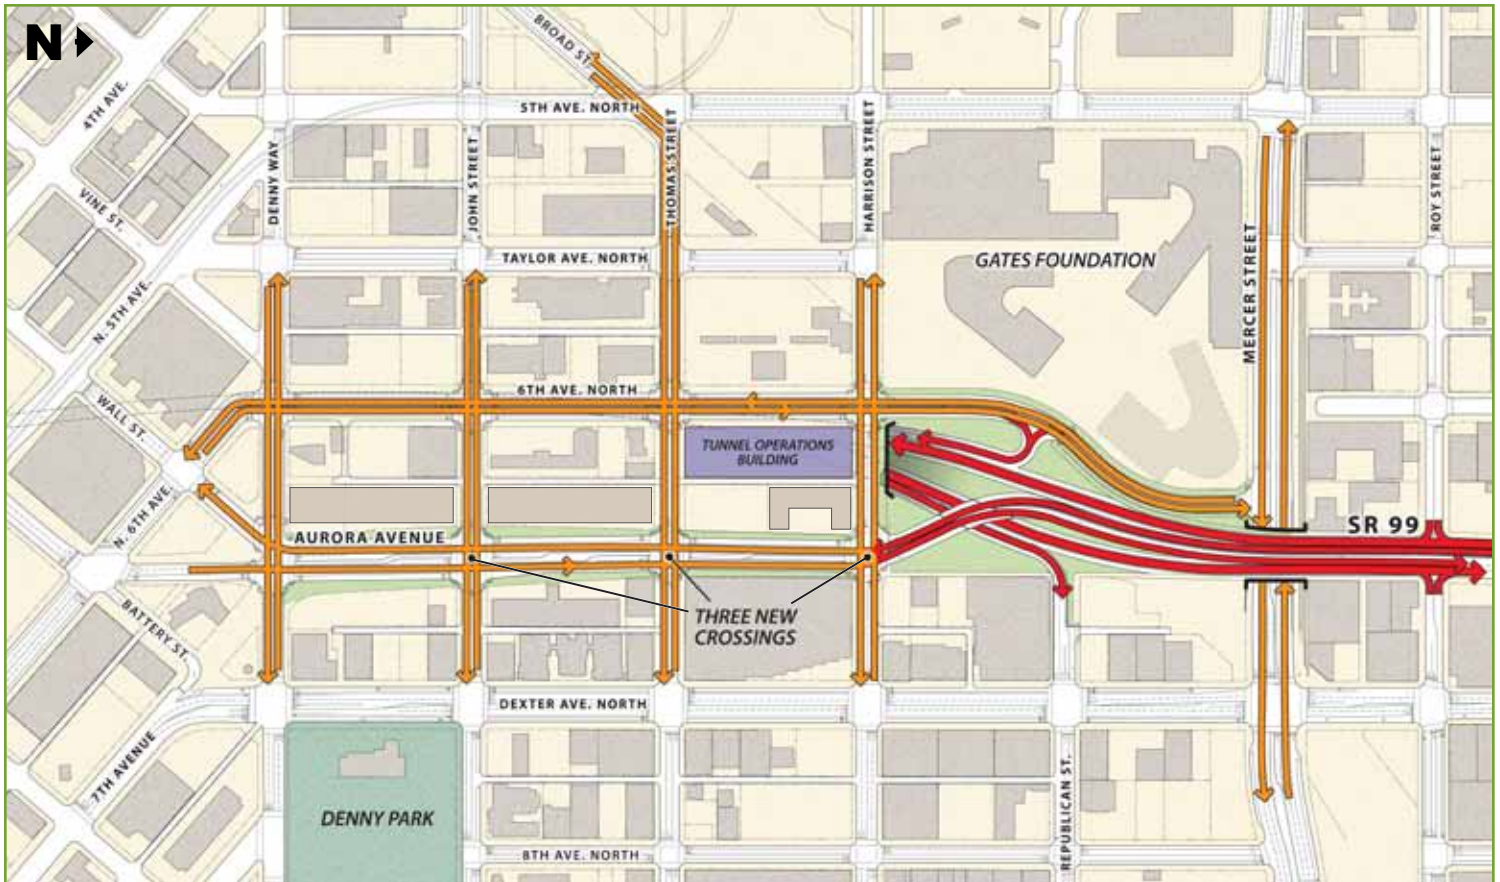 N
BROAD ST.
4TH AVE.
5TH AVE. NORTH
DENNY WAY
JOHN STREET
THOMAS STREET
HARRISON STREET
ROY STREET
VINE ST.
TAYLOR AVE. NORTH
GATES FOUNDATION
MERCER STREET
N. 5TH AVE.
6TH AVE. NORTH
WALL ST.
TUNNEL OPERATIONS
BUILDING
N. 6TH AVE.
AURORA AVENUE
SR 99
BATTERY ST.
THREE NEW
CROSSINGS
DEXTER AVE. NORTH
7TH AVENUE
REPUBLICAN ST.
DENNY PARK
8TH AVE. NORTH